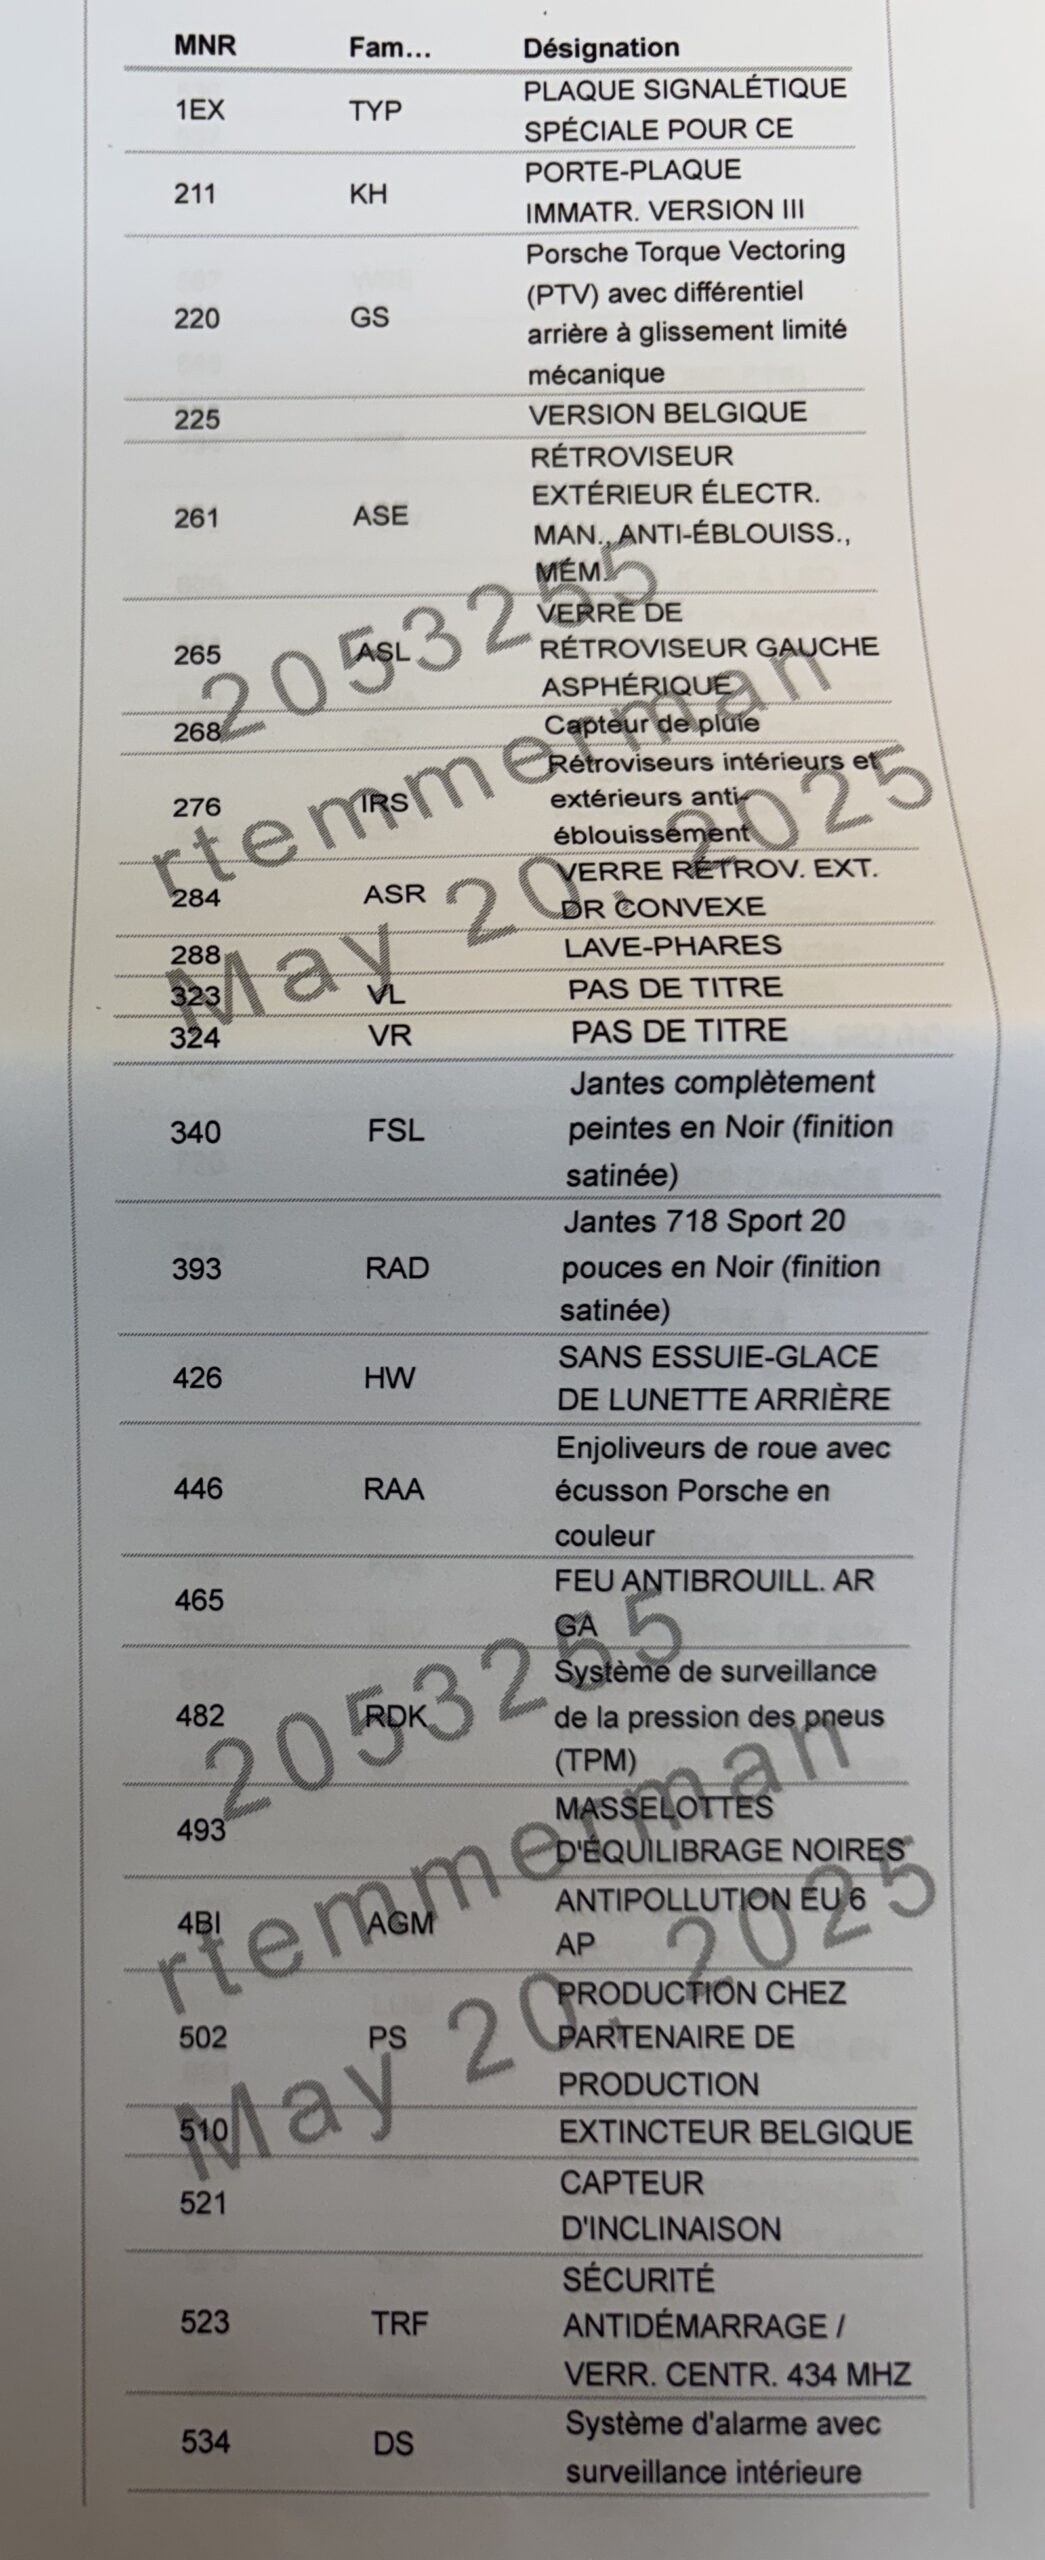 MNR Fam... Désignation
1EX TYP PLAQUE SIGNALÉTIQUE
SPÉCIALE POUR CE
211 KH PORTE-PLAQUE
IMMATR. VERSION III
220 GS Porsche Torque Vectoring
(PTV) avec différentiel
arrière à glissement limité
mécanique
225 VERSION BELGIQUE
261 ASE RÉTROVISEUR
EXTÉRIEUR ÉLECTR.
MAN., ANTI-ÉBLOUISS.,
MÉM.
265 ASL VERRE DE
RÉTROVISEUR GAUCHE
ASPHÉRIQUE
268 Capteur de pluie
276 IRS Rétroviseurs intérieurs et
extérieurs anti-
éblouissement
284 ASR VERRE RÉTROV. EXT.
DR CONVEXE
288 LAVE-PHARES
323 VL PAS DE TITRE
324 VR PAS DE TITRE
2053255
rtemmerman
May 20, 2025
340 FSL Jantes complètement
peintes en Noir (finition
satinée)
393 RAD Jantes 718 Sport 20
pouces en Noir (finition
satinée)
426 HW SANS ESSUIE-GLACE
DE LUNETTE ARRIÈRE
446 RAA Enjoliveurs de roue avec
écusson Porsche en
couleur
465 FEU ANTIBROUILL. AR
GA
482 RDK Système de surveillance
de la pression des pneus
(TPM)
493 MASSELOTTES
D'ÉQUILIBRAGE NOIRES
4BI AGM ANTIPOLLUTION EU 6
AP
502 PS PRODUCTION CHEZ
PARTENAIRE DE
PRODUCTION
510 EXTINCTEUR BELGIQUE
2053255
rtemmerman
May 20, 2025
521 CAPTEUR
D'INCLINAISON
523 TRF SÉCURITÉ
ANTIDÉMARRAGE /
VERR. CENTR. 434 MHZ
534 DS Système d'alarme avec
surveillance intérieure